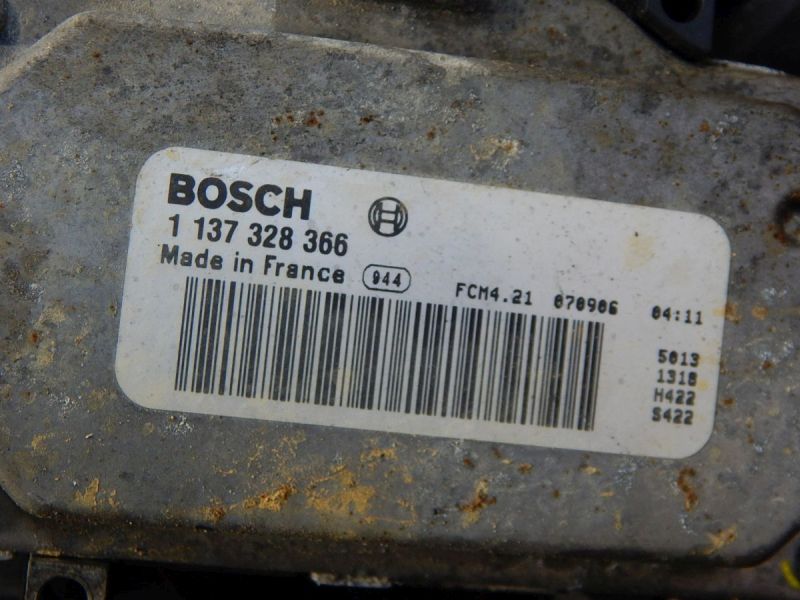 BOSCH
1 137 328 366
Made in France 944
FCM4.21 070906 04:11
5013
1318
H422
S422